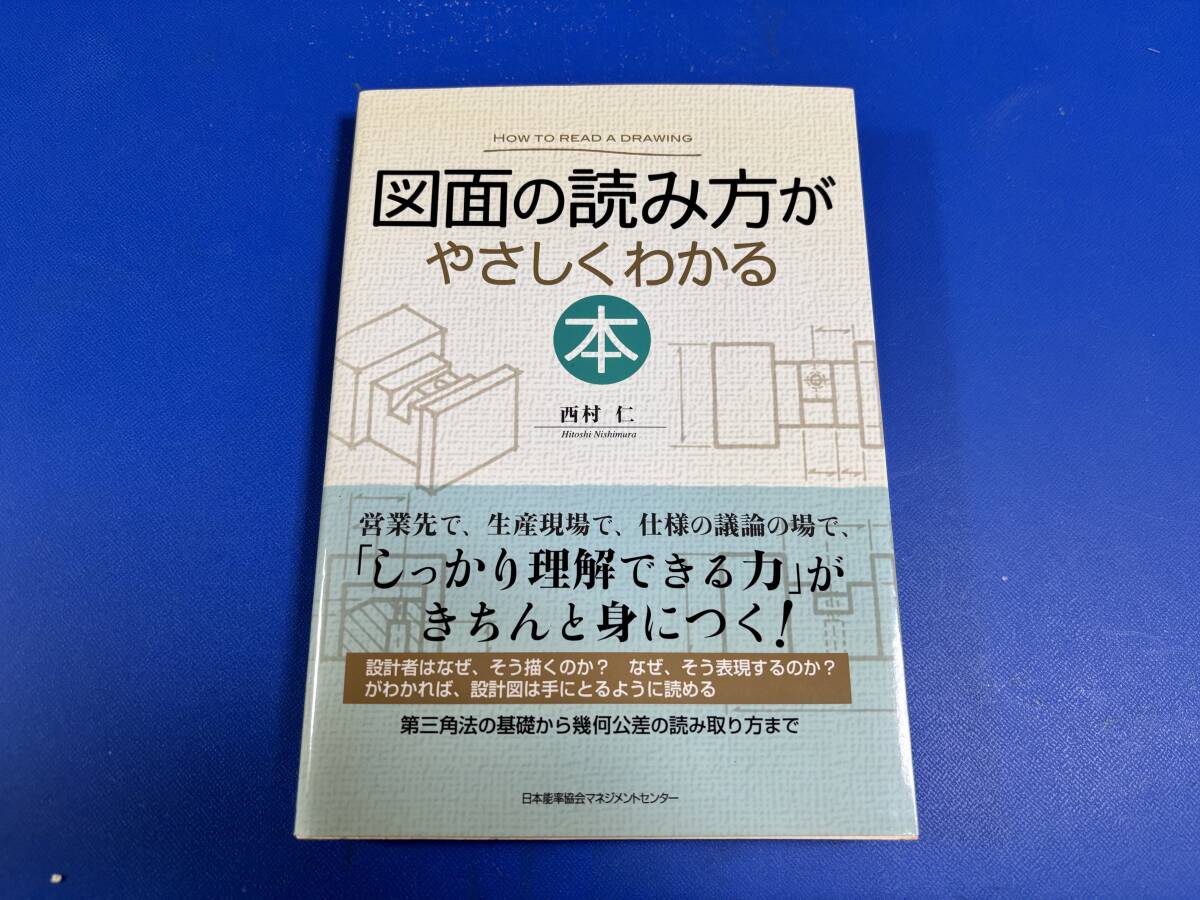 HOW TO READ A DRAWING
図面の読み方が
やさしくわかる
本
西村 仁
Hitoshi Nishimura
営業先で、生産現場で、仕様の議論の場で、
「しっかり理解できる力」が
きちんと身につく!
設計者はなぜ、そう描くのか? なぜ、そう表現するのか?
がわかれば、設計図は手にとるように読める
第三角法の基礎から幾何公差の読み取り方まで
日本能率協会マネジメントセンター